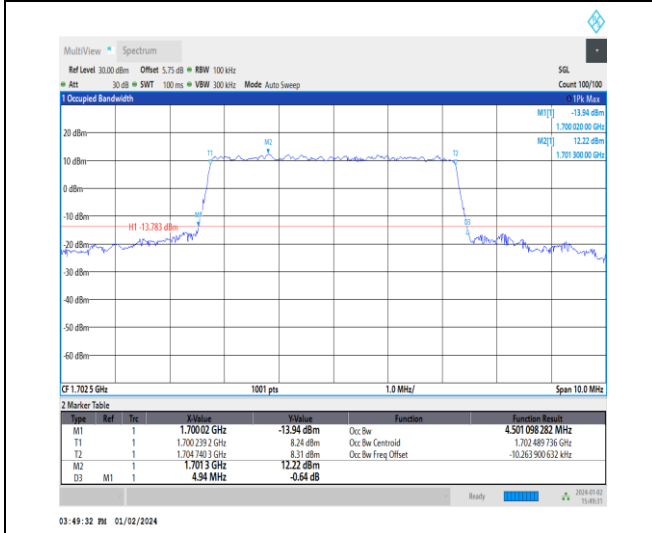 MultiView Spectrum
Ref Level 30.00 dBm Offset 5.75 dB RBW 100 kHz SGL
Att 30 dB SWT 100 ms VBW 300 kHz Mode Auto Sweep Count 100/100
1 Occupied Bandwidth 1Pk Max
M1[1] -13.94 dBm
1.700 020 00 GHz
M2[1] 12.22 dBm
1.701 300 00 GHz
20 dBm
M2
T1 T2
10 dBm
0 dBm
-10 dBm
M1
D3
H1 -13.783 dBm
-20 dBm
-30 dBm
-40 dBm
-50 dBm
-60 dBm
CF 1.702 5 GHz 1001 pts 1.0 MHz/ Span 10.0 MHz
2 Marker Table
Type Ref Trc X-Value Y-Value Function Function Result
M1 1 1.700 02 GHz -13.94 dBm Occ Bw 4.501 098 282 MHz
T1 1 1.700 239 2 GHz 8.24 dBm Occ Bw Centroid 1.702 489 736 GHz
T2 1 1.704 740 3 GHz 8.31 dBm Occ Bw Freq Offset -10.263 900 632 kHz
M2 1 1.701 3 GHz 12.22 dBm
D3 M1 1 4.94 MHz -0.64 dB
Ready 2024-01-02
15:49:31
03:49:32 PM 01/02/2024